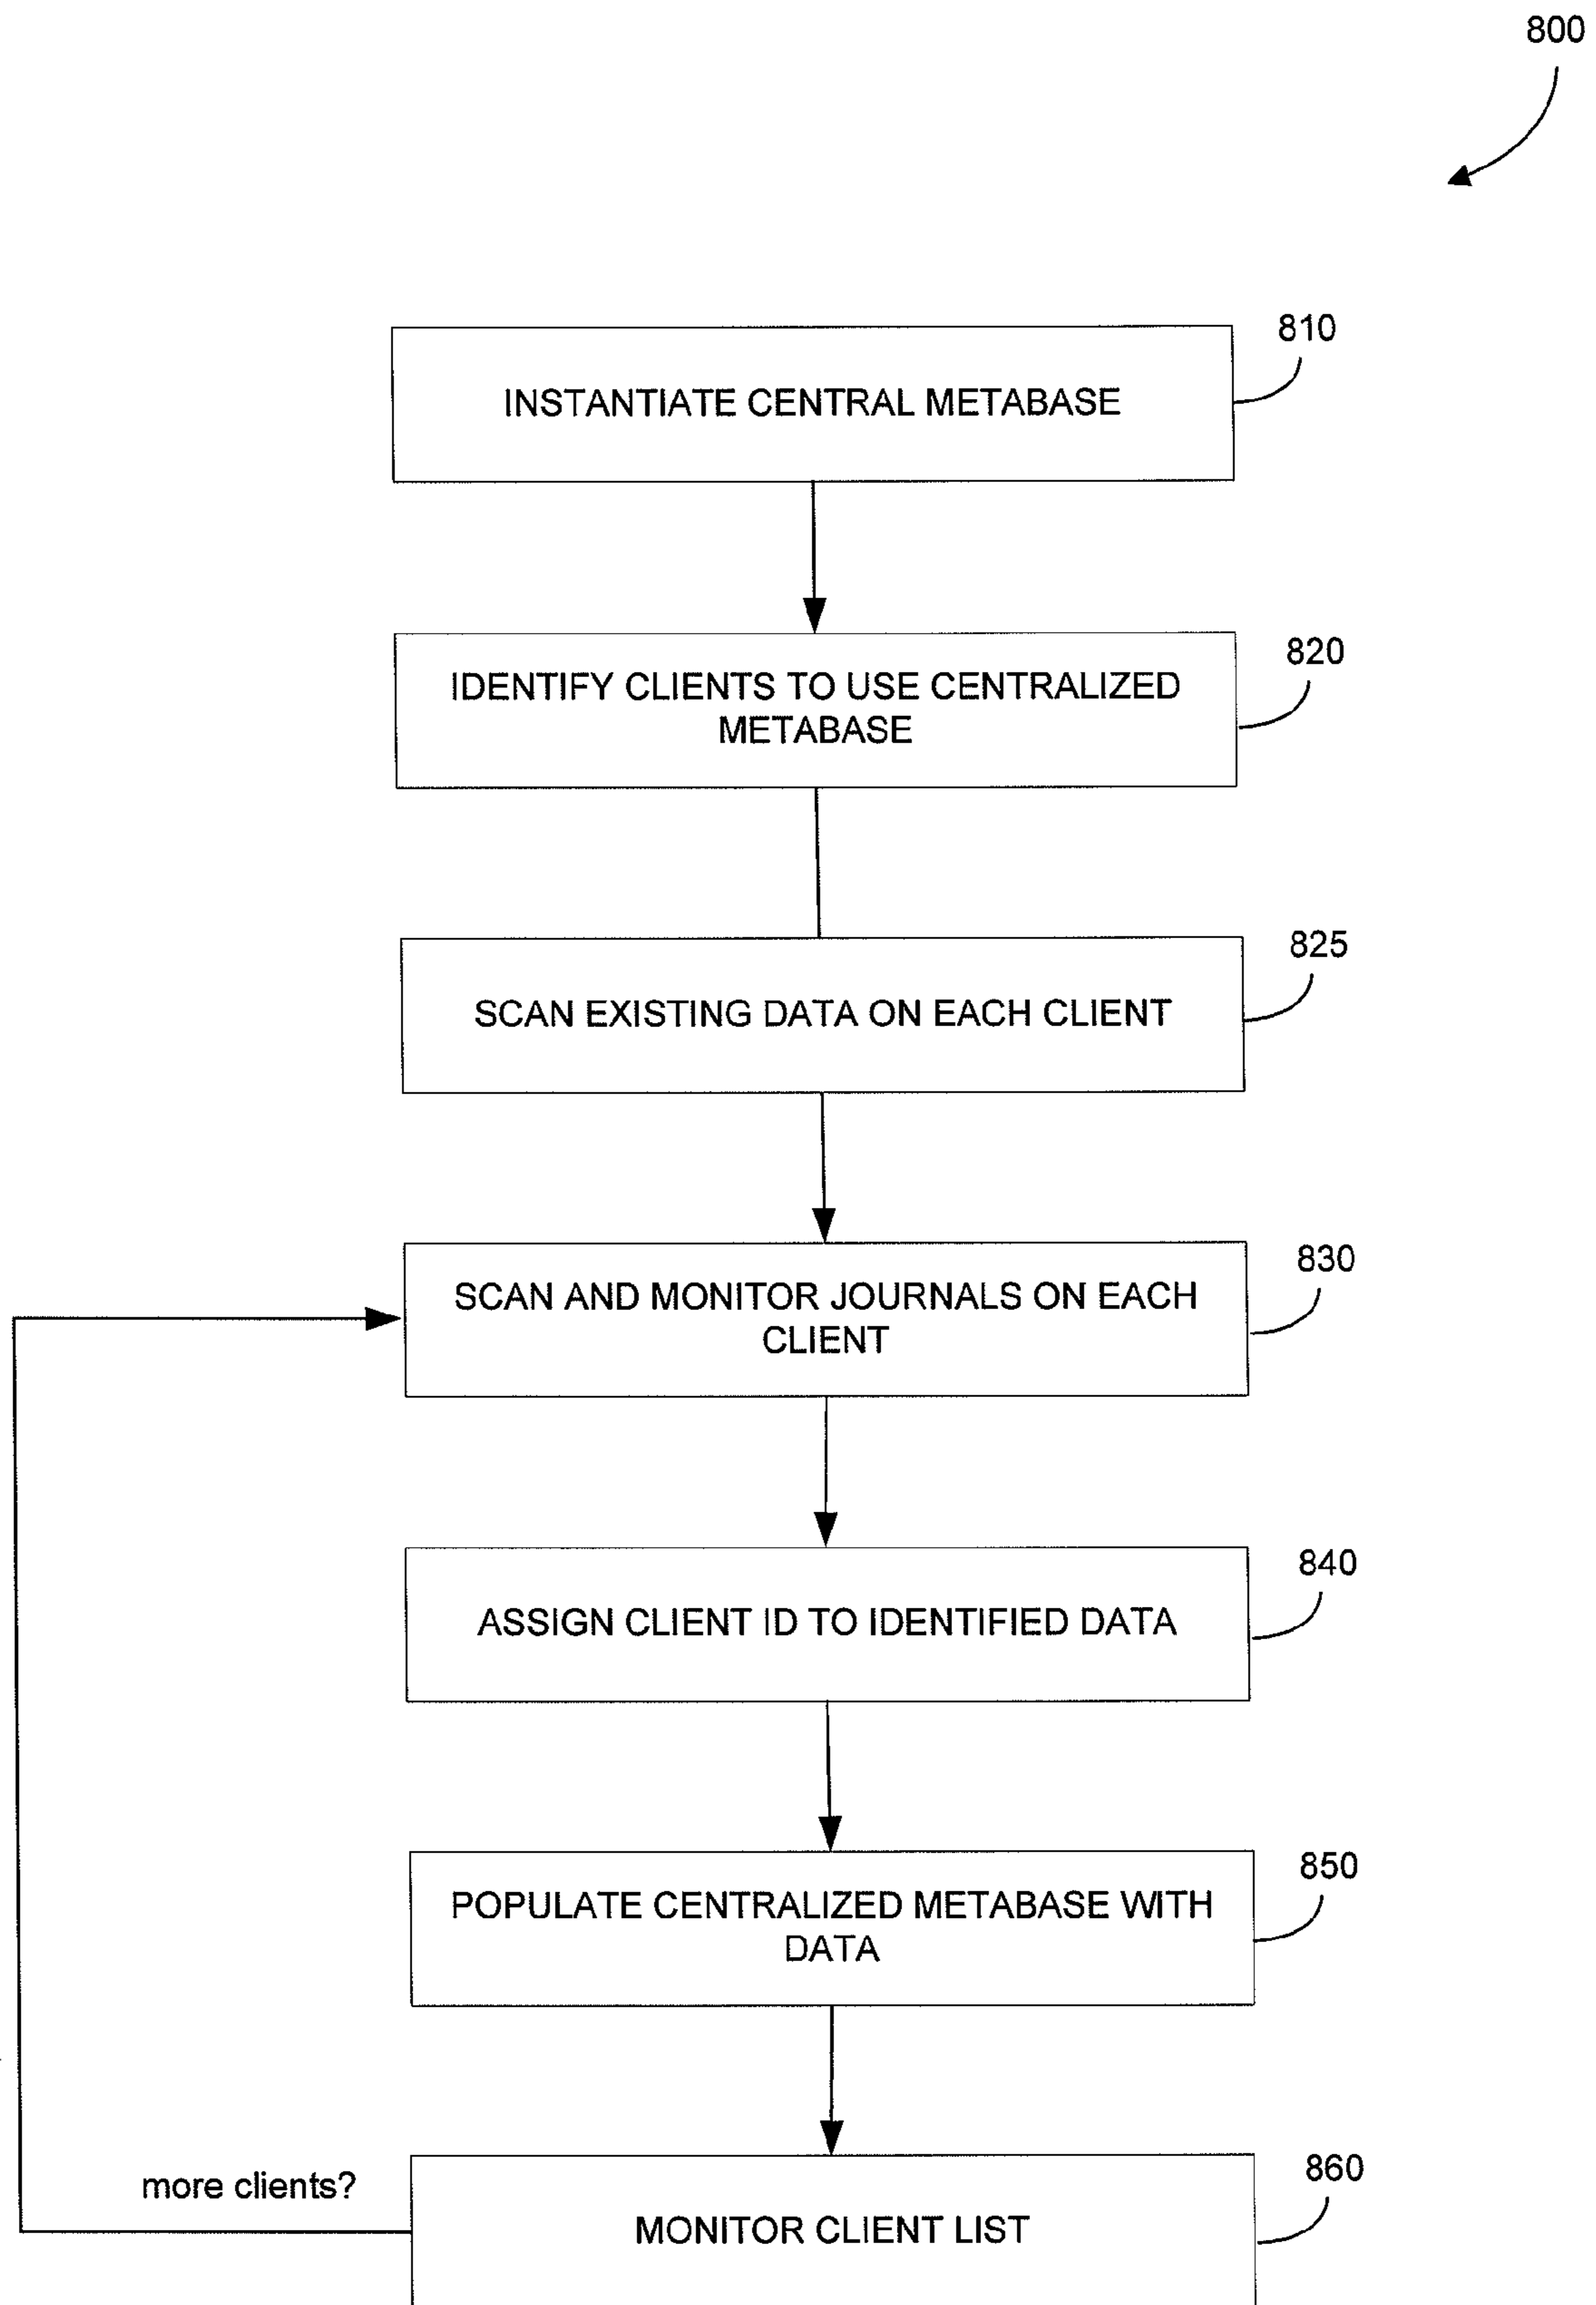 800
810
INSTANTIATE CENTRAL METABASE
820
IDENTIFY CLIENTS TO USE CENTRALIZED
METABASE
825
SCAN EXISTING DATA ON EACH CLIENT
830
SCAN AND MONITOR JOURNALS ON EACH
CLIENT
840
ASSIGN CLIENT ID TO IDENTIFIED DATA
850
POPULATE CENTRALIZED METABASE WITH
DATA
860
more clients?
MONITOR CLIENT LIST